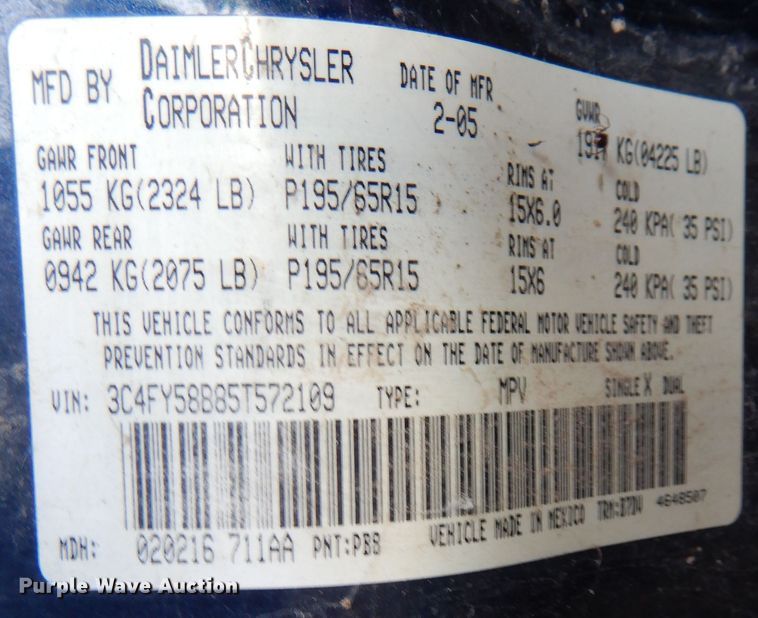 MFD BY DAIMLERCHRYSLER CORPORATION DATE OF MFR 2-05 GVWR
KG(04225 LB)
GAWR FRONT WITH TIRES RIMS AT COLD
1055 KG(2324 LB) P195/65R15 15X6.0 240 KPA( 35 PSI)
GAWR REAR WITH TIRES RIMS AT COLD
0942 KG(2075 LB) P195/65R15 15X6 240 KPA( 35 PSI)
THIS VEHICLE CONFORMS TO ALL APPLICABLE FEDERAL MOTOR VEHICLE SAFETY AND THEFT
PREVENTION STANDARDS IN EFFECT ON THE DATE OF MANUFACTURE SHOWN ABOVE.
VIN: 3C4FY58B85T572109 TYPE: MPV SINGLE X DUAL
MDH: 020216 711AA PNT:PB8 VEHICLE MADE IN MEXICO TRM:D7DV 4648507
Purple Wave Auction